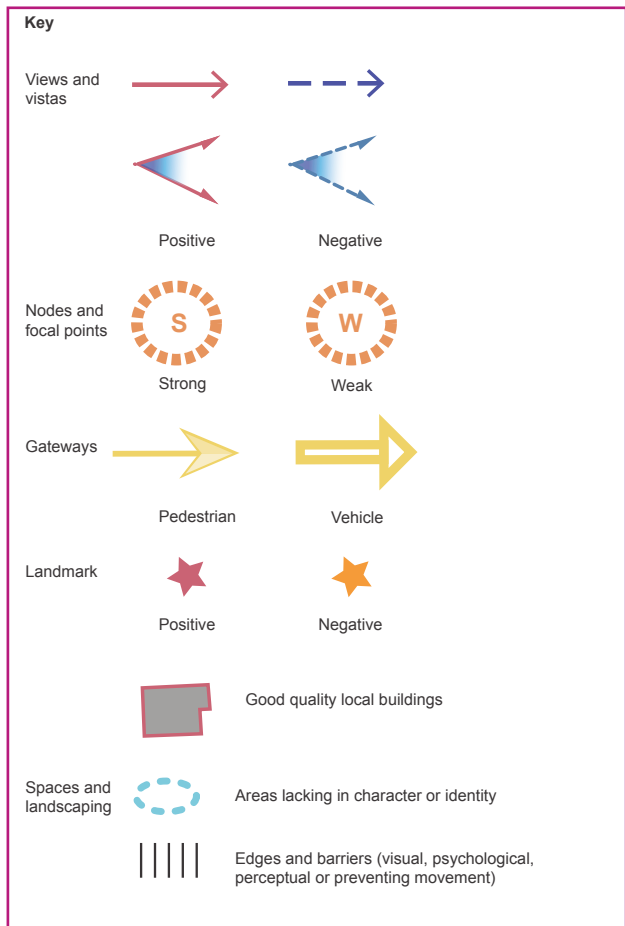 Key
Views and
vistas
Positive
Negative
Nodes and
focal points
S
W
Strong
Weak
Gateways
Pedestrian
Vehicle
Landmark
Positive
Negative
Good quality local buildings
Spaces and
landscaping
Areas lacking in character or identity
Edges and barriers (visual, psychological,
perceptual or preventing movement)